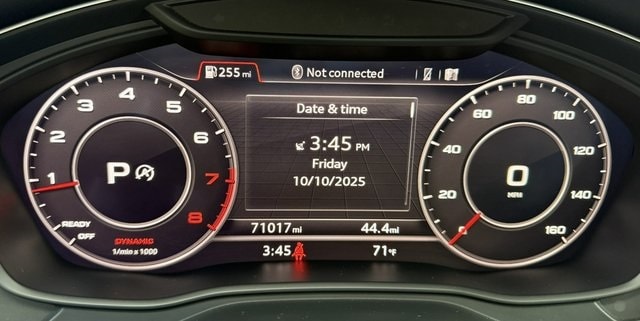 255 mi
Not connected
Date & time
3:45 PM
Friday
10/10/2025
71017 mi
44.4 mi
3:45
71°F
1 2 3 4 5 6 7 8
P
READY
OFF
DYNAMIC
1/min x 1000
0 20 40 60 80 100 120 140 160
0
MPH